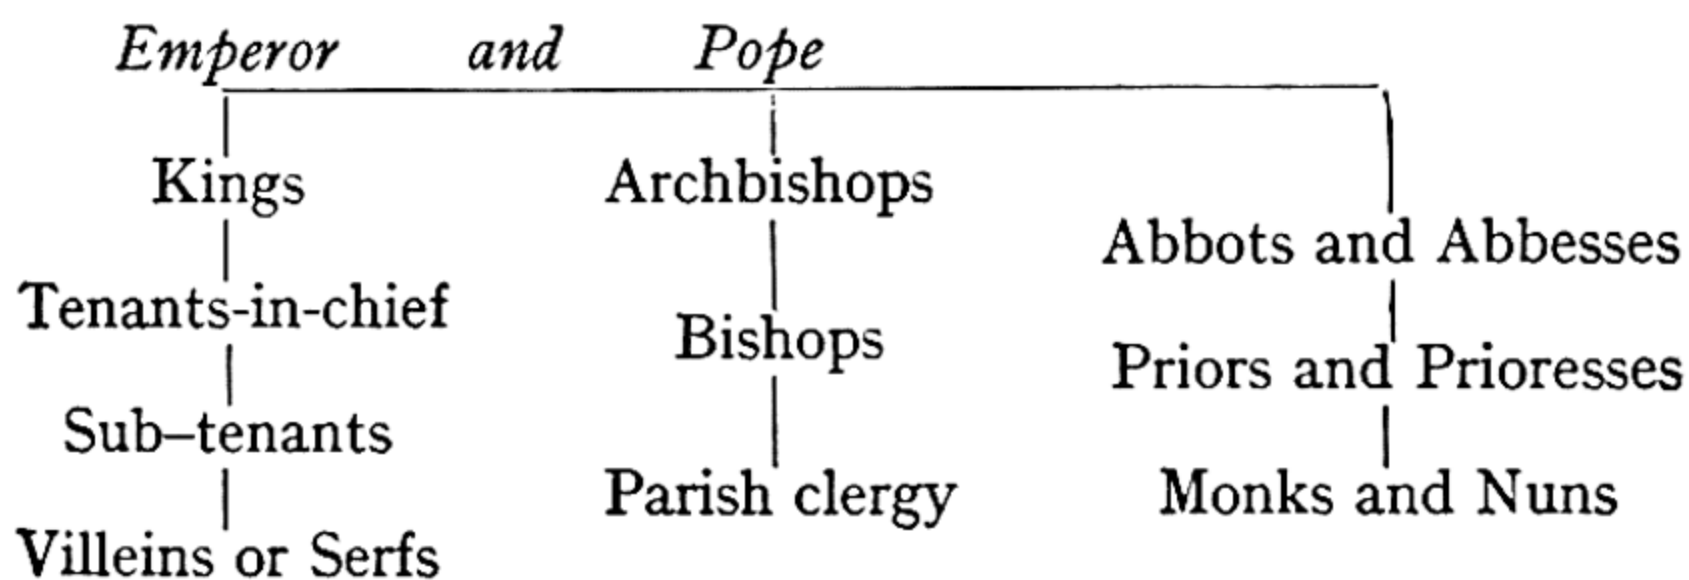 Emperor and Pope
Kings
Tenants-in-chief
Sub–tenants
Villeins or Serfs
Archbishops
Bishops
Parish clergy
Abbots and Abbesses
Priors and Prioresses
Monks and Nuns